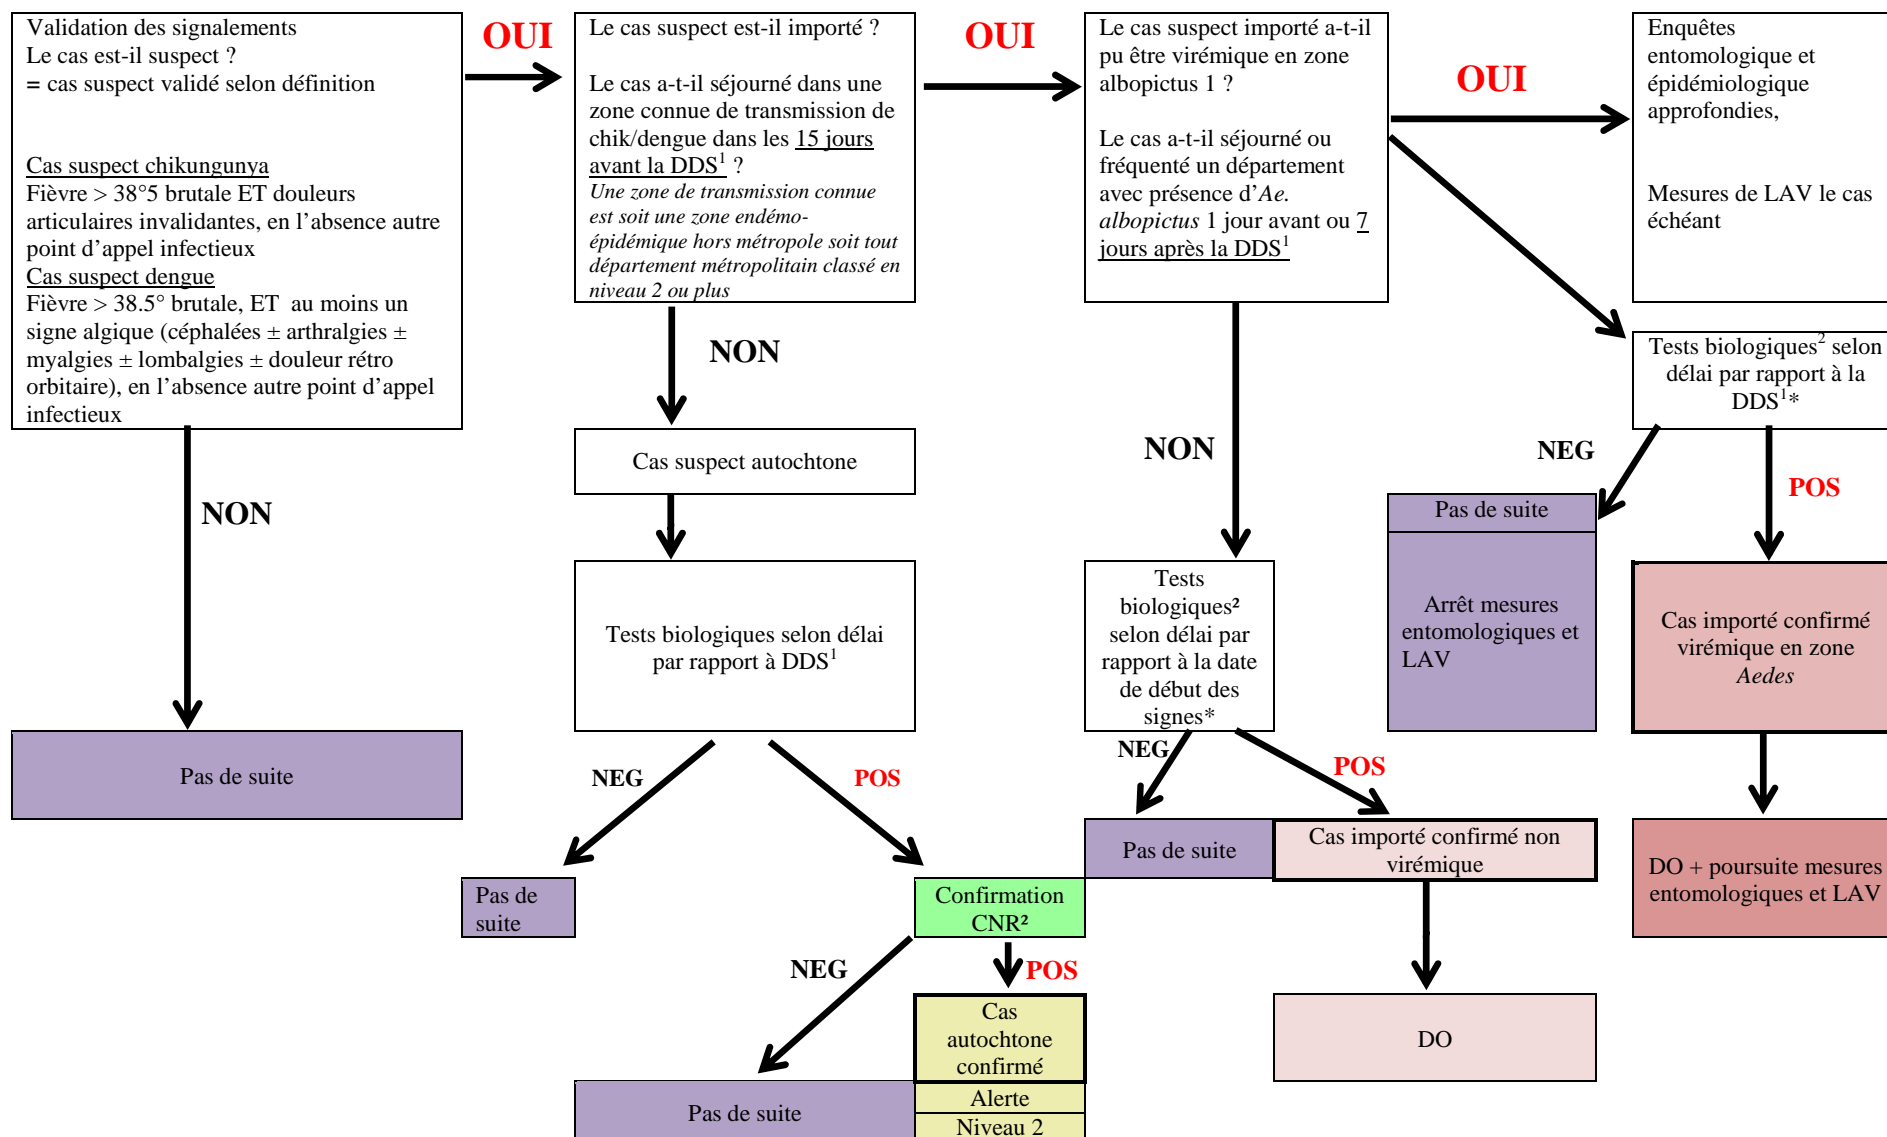 Validation des signalements
Le cas est-il suspect ?
= cas suspect validé selon définition
Cas suspect chikungunya
Fièvre > 38°5 brutale ET douleurs
articulaires invalidantes, en l'absence autre
point d'appel infectieux
Cas suspect dengue
Fièvre > 38.5° brutale, ET au moins un
signe algique (céphalées ± arthralgies ±
myalgies ± lombalgies ± douleur rétro
orbitaire), en l'absence autre point d'appel
infectieux
OUI
Le cas suspect est-il importé ?
Le cas a-t-il séjourné dans une
zone connue de transmission de
chik/dengue dans les 15 jours
avant la DDS¹ ?
Une zone de transmission connue
est soit une zone endémo-
épidémique hors métropole soit tout
département métropolitain classé en
niveau 2 ou plus
OUI
Le cas suspect importé a-t-il
pu être virémique en zone
albopictus 1 ?
Le cas a-t-il séjourné ou
fréquenté un département
avec présence d'Ae.
albopictus 1 jour avant ou 7
jours après la DDS¹
OUI
Enquêtes
entomologique et
épidémiologique
approfondies,
Mesures de LAV le cas
échéant
NON
NON
NON
Tests biologiques² selon
délai par rapport à la
DDS¹*
NEG
POS
Cas suspect autochtone
Pas de suite
Arrêt mesures
entomologiques et
LAV
Cas importé confirmé
virémique en zone
Aedes
Tests biologiques selon délai
par rapport à DDS¹
Tests
biologiques²
selon délai par
rapport à la date
de début des
signes*
Pas de suite
NEG
POS
NEG
POS
Pas de suite
Cas importé confirmé non
virémique
DO + poursuite mesures
entomologiques et LAV
Pas de
suite
Confirmation
CNR²
NEG
POS
Cas
autochtone
confirmé
DO
Pas de suite
Alerte
Niveau 2